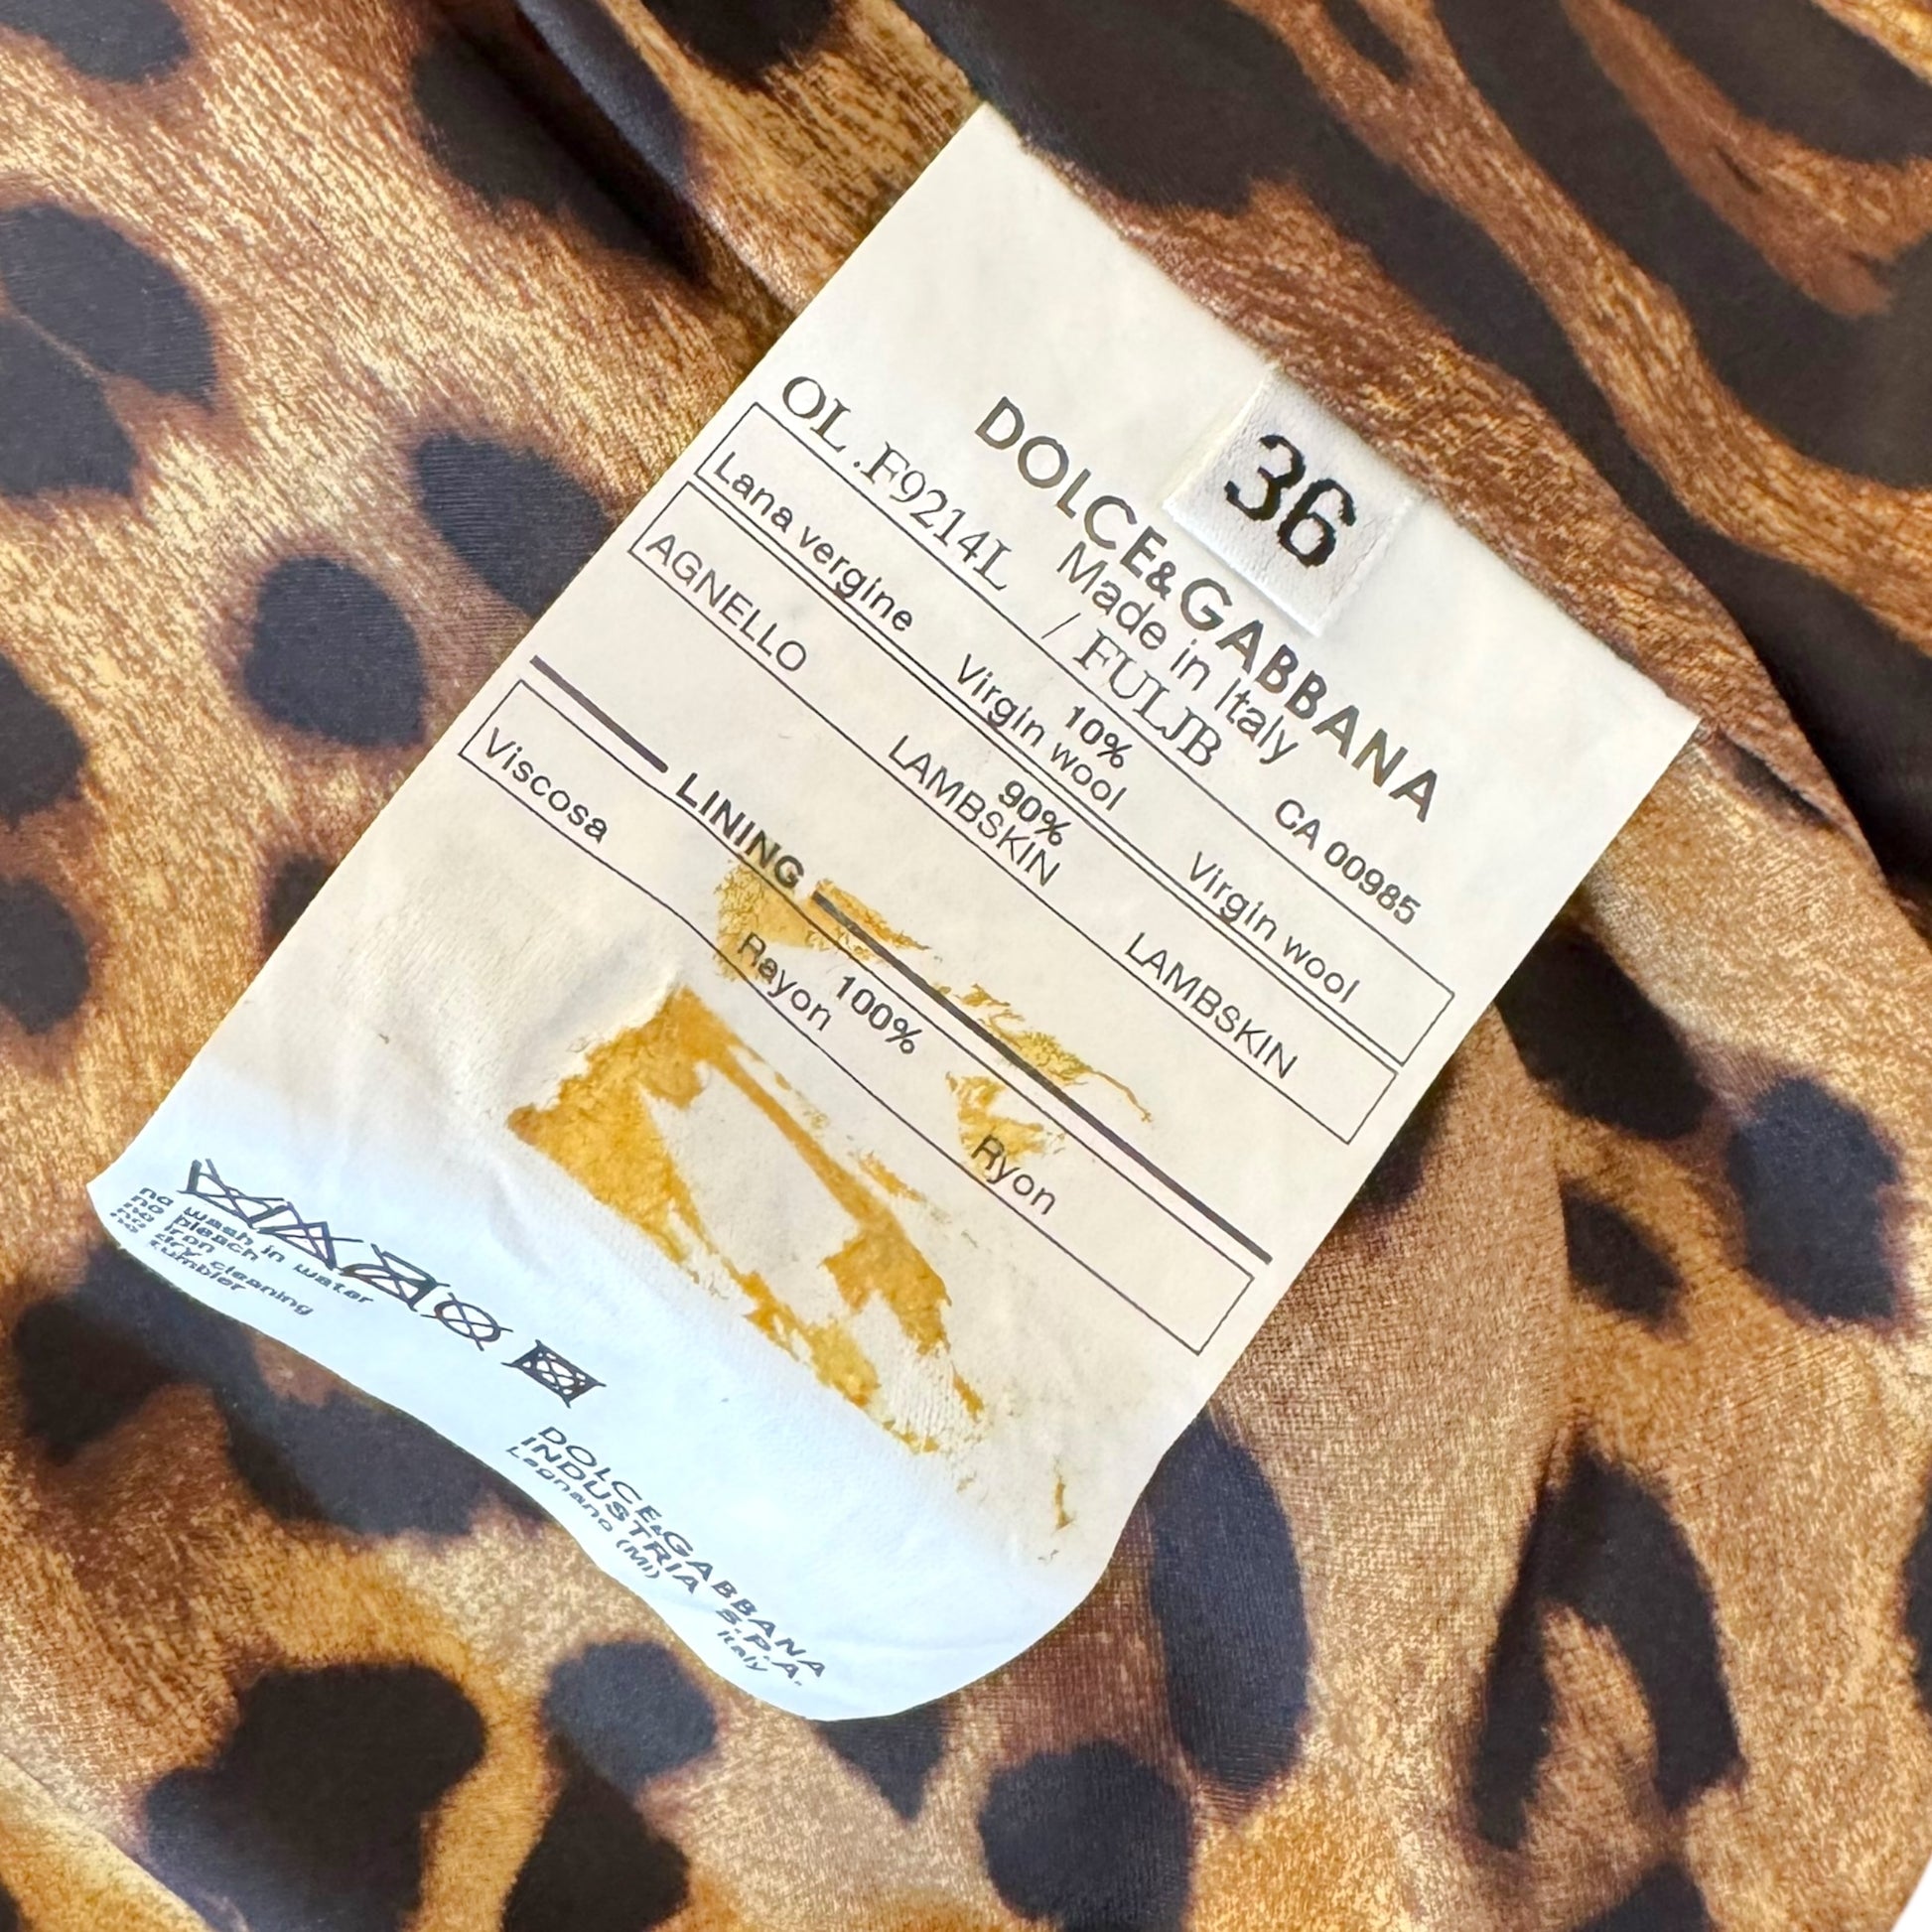 36
DOLCE&GABBANA
Made in Italy
OL.F9214L / FULJB CA 00985
10%
Lana vergine Virgin wool Virgin wool
90%
AGNELLO LAMBSKIN LAMBSKIN
LINING
100%
Viscosa Rayon Ryon
no wash in water
no bleach
no iron
no dry cleaning
no tumbler
DOLCE&GABBANA
INDUSTRIA S.P.A.
Legnano (MI) Italy